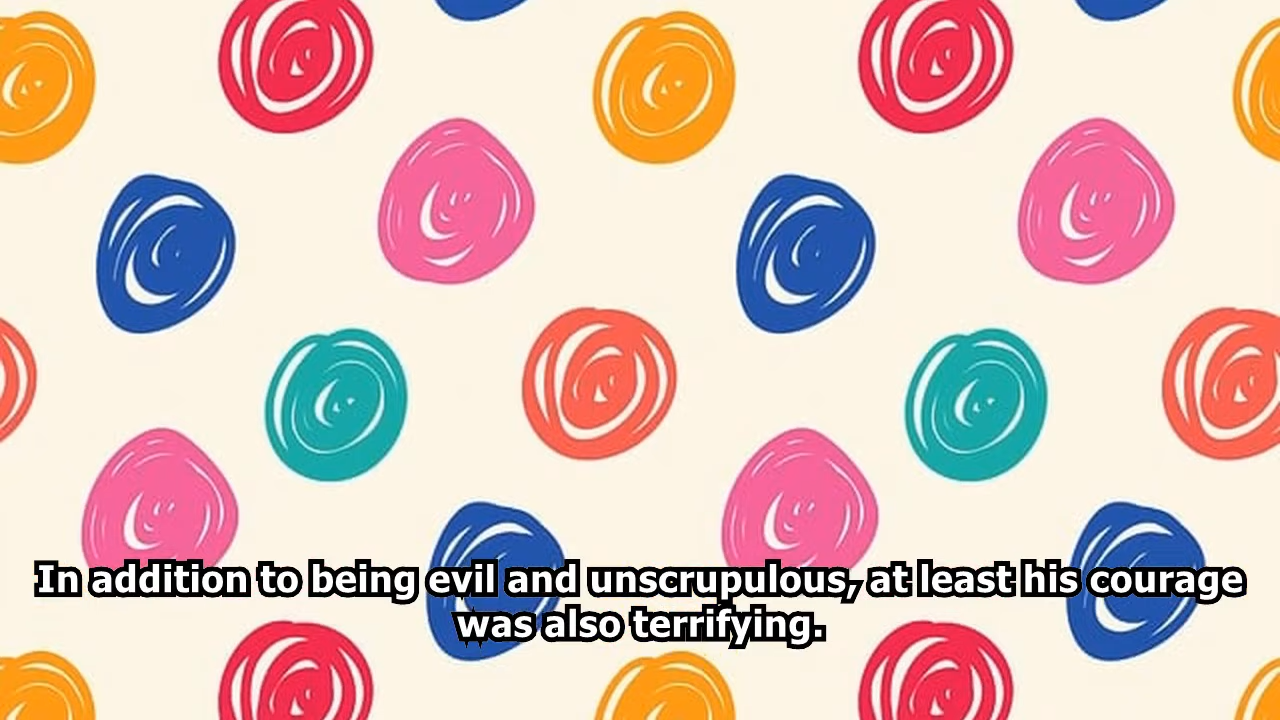 In addition to being evil and unscrupulous, at least his courage
was also terrifying.